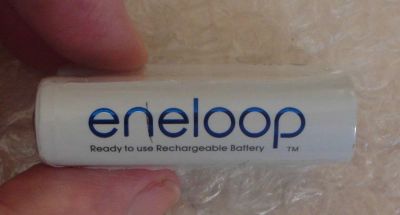 eneloop
Ready to use Rechargeable Battery ™